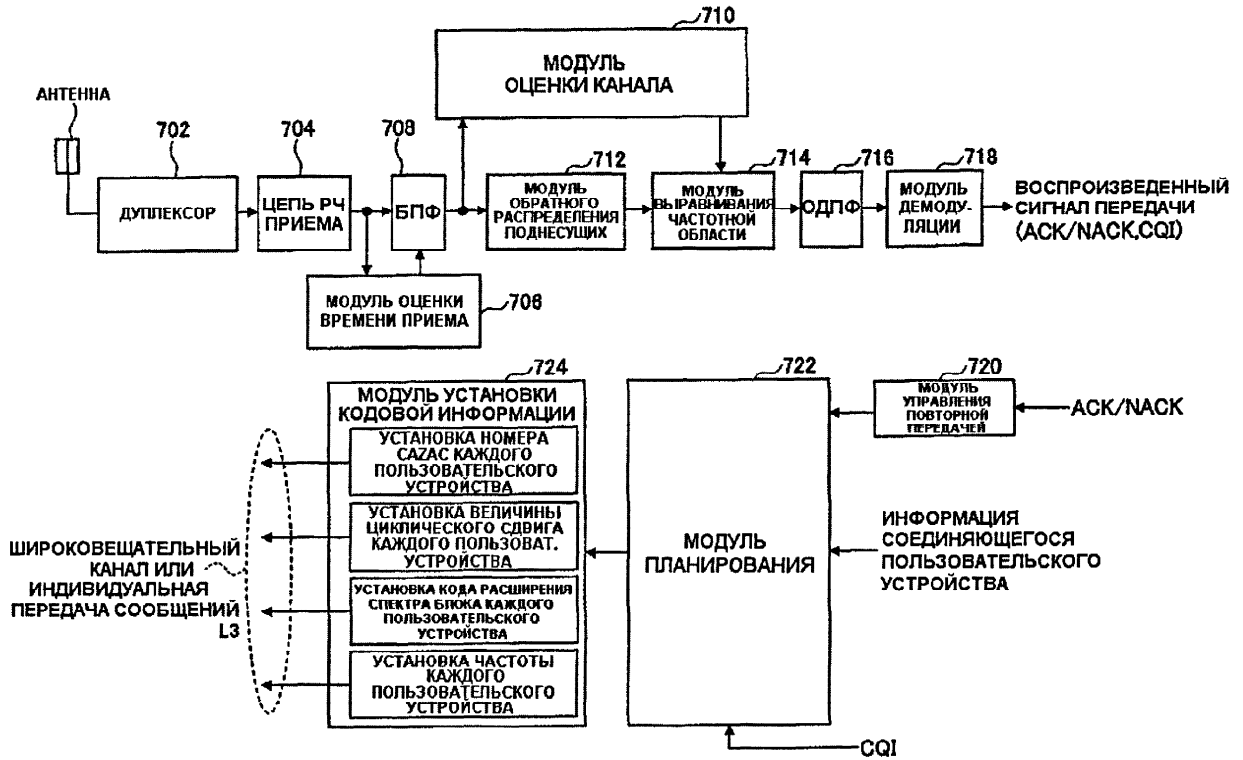 710
МОДУЛЬ
ОЦЕНКИ КАНАЛА
АНТЕННА
702
704
708
712
714
716
718
ДУПЛЕКСОР
ЦЕПЬ РЧ
ПРИЕМА
БПФ
МОДУЛЬ
ОБРАТНОГО
РАСПРЕДЕЛЕНИЯ
ПОДНЕСУЩИХ
МОДУЛЬ
ВЫРАВНИВАНИЯ
ЧАСТОТНОЙ
ОБЛАСТИ
ОДПФ
МОДУЛЬ
ДЕМОДУ-
ЛЯЦИИ
ВОСПРОИЗВЕДЕННЫЙ
СИГНАЛ ПЕРЕДАЧИ
(ACK/NACK,CQI)
МОДУЛЬ ОЦЕНКИ
ВРЕМЕНИ ПРИЕМА
706
724
722
720
МОДУЛЬ УСТАНОВКИ
КОДОВОЙ ИНФОРМАЦИИ
УСТАНОВКА НОМЕРА
CAZAC КАЖДОГО
ПОЛЬЗОВАТЕЛЬСКОГО
УСТРОЙСТВА
УСТАНОВКА ВЕЛИЧИНЫ
ЦИКЛИЧЕСКОГО СДВИГА
КАЖДОГО ПОЛЬЗОВАТ.
УСТРОЙСТВА
УСТАНОВКА КОДА РАСШИРЕНИЯ
СПЕКТРА БЛОКА КАЖДОГО
ПОЛЬЗОВАТЕЛЬСКОГО
УСТРОЙСТВА
УСТАНОВКА ЧАСТОТЫ
КАЖДОГО
ПОЛЬЗОВАТЕЛЬСКОГО
УСТРОЙСТВА
ШИРОКОВЕЩАТЕЛЬНЫЙ
КАНАЛ ИЛИ
ИНДИВИДУАЛЬНАЯ
ПЕРЕДАЧА СООБЩЕНИЙ
L3
МОДУЛЬ
ПЛАНИРОВАНИЯ
МОДУЛЬ
УПРАВЛЕНИЯ
ПОВТОРНОЙ
ПЕРЕДАЧЕЙ
ACK/NACK
ИНФОРМАЦИЯ
СОЕДИНЯЮЩЕГОСЯ
ПОЛЬЗОВАТЕЛЬСКОГО
УСТРОЙСТВА
CQI